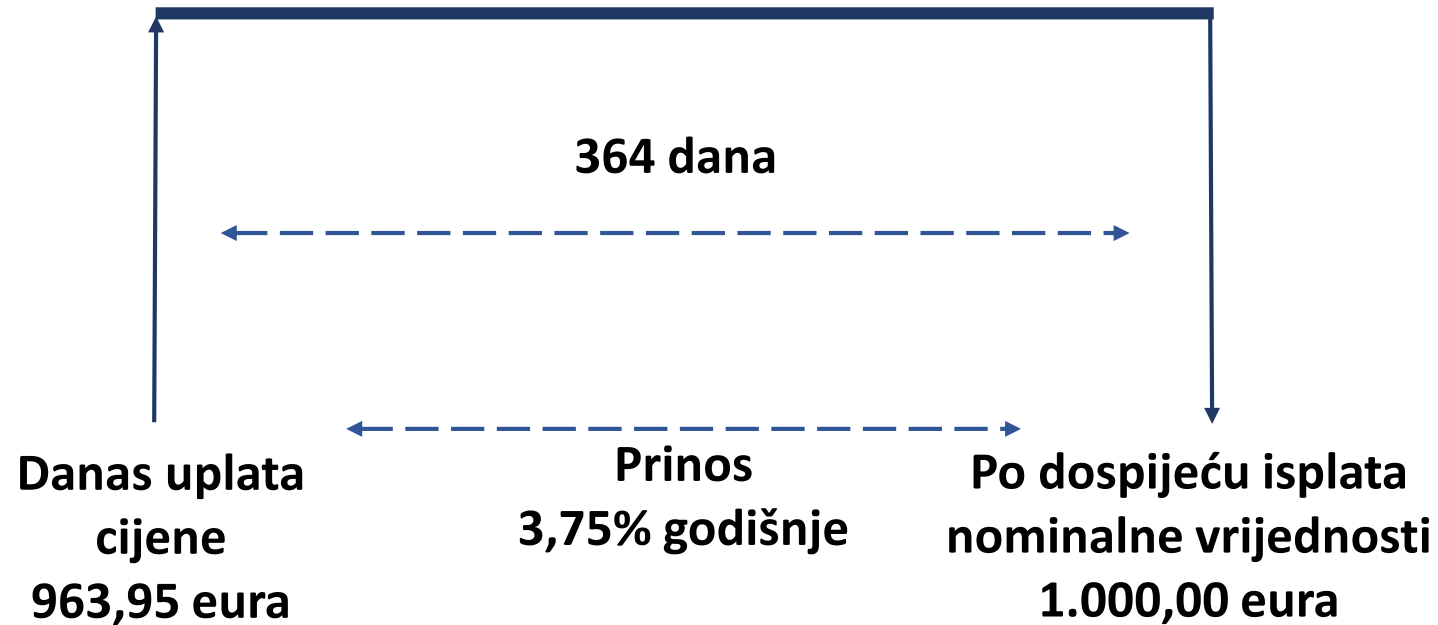 364 dana
Danas uplata
cijene
963,95 eura
Prinos
3,75% godišnje
Po dospijeću isplata
nominalne vrijednosti
1.000,00 eura